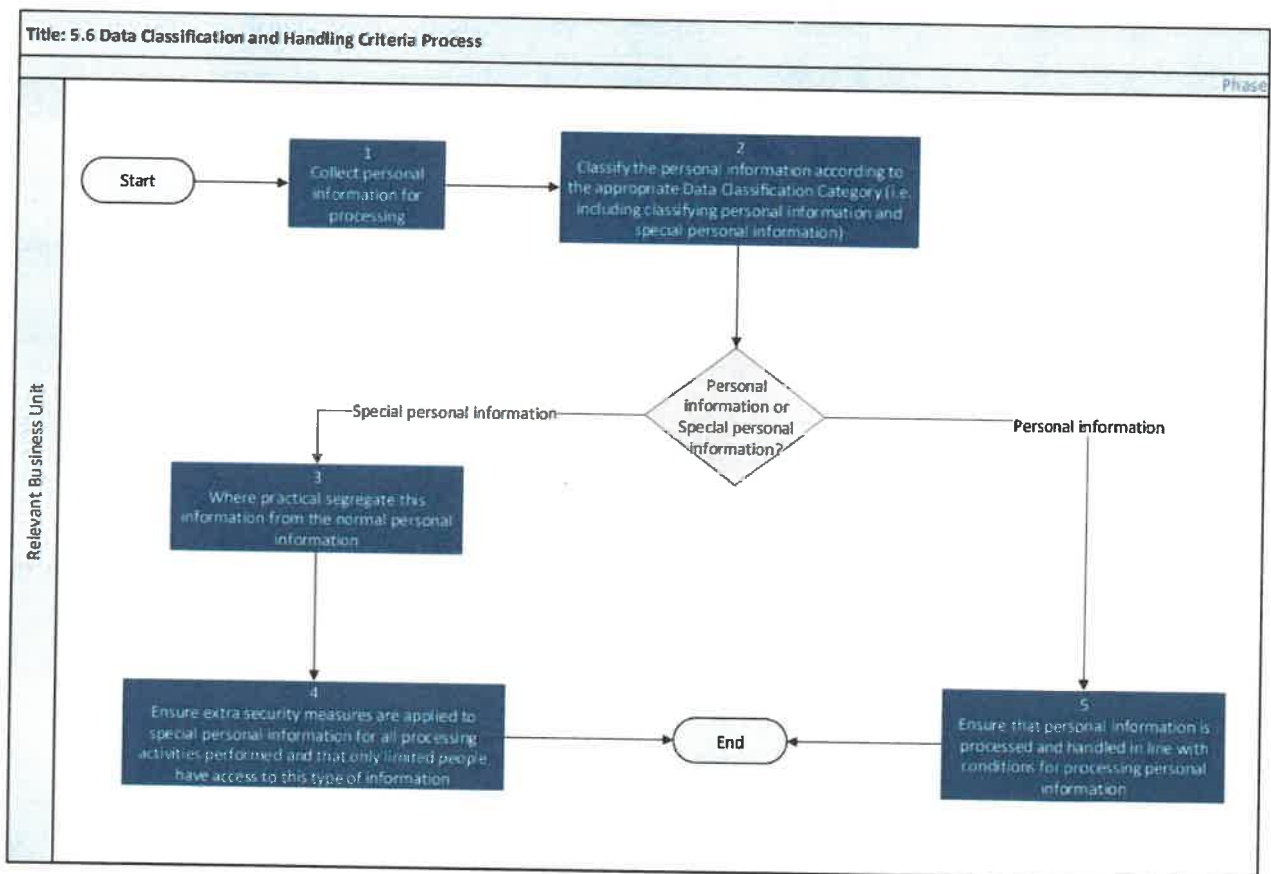 Title: 5.6 Data Classification and Handling Criteria Process
Phase
Relevant Business Unit
Start
1
Collect personal
information for
processing
2
Classify the personal information according to
the appropriate Data Classification Category (i.e.
including classifying personal information and
special personal information)
Personal
information or
Special personal
information?
Special personal information
Personal information
3
Where practical segregate this
information from the normal personal
information
4
Ensure extra security measures are applied to
special personal information for all processing
activities performed and that only limited people
have access to this type of information
End
5
Ensure that personal information is
processed and handled in line with
conditions for processing personal
information